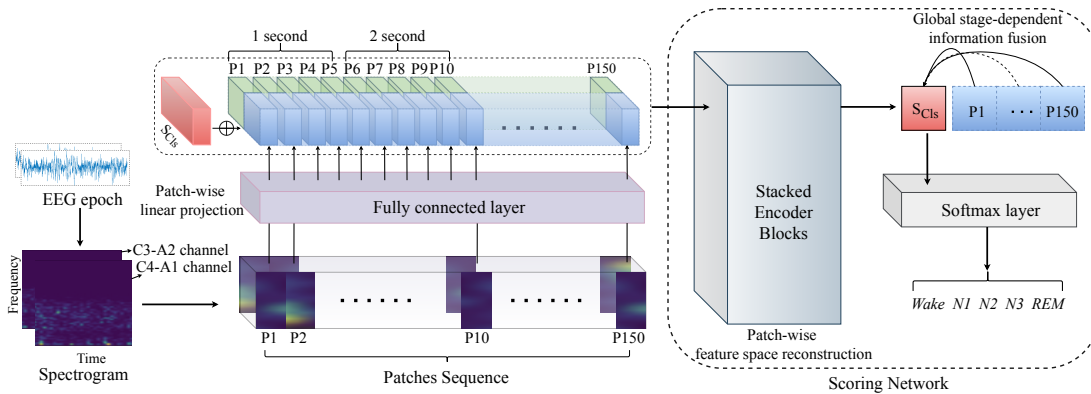 1 second
2 second
P1 P2 P3 P4 P5 P6 P7 P8 P9 P10
P150
S_Cls
EEG epoch
Patch-wise
linear projection
Fully connected layer
C3-A2 channel
C4-A1 channel
Frequency
Time
Spectrogram
P1 P2
P10
P150
Patches Sequence
Global stage-dependent
information fusion
S_Cls
P1
P150
Stacked
Encoder
Blocks
Softmax layer
Wake N1 N2 N3 REM
Patch-wise
feature space reconstruction
Scoring Network